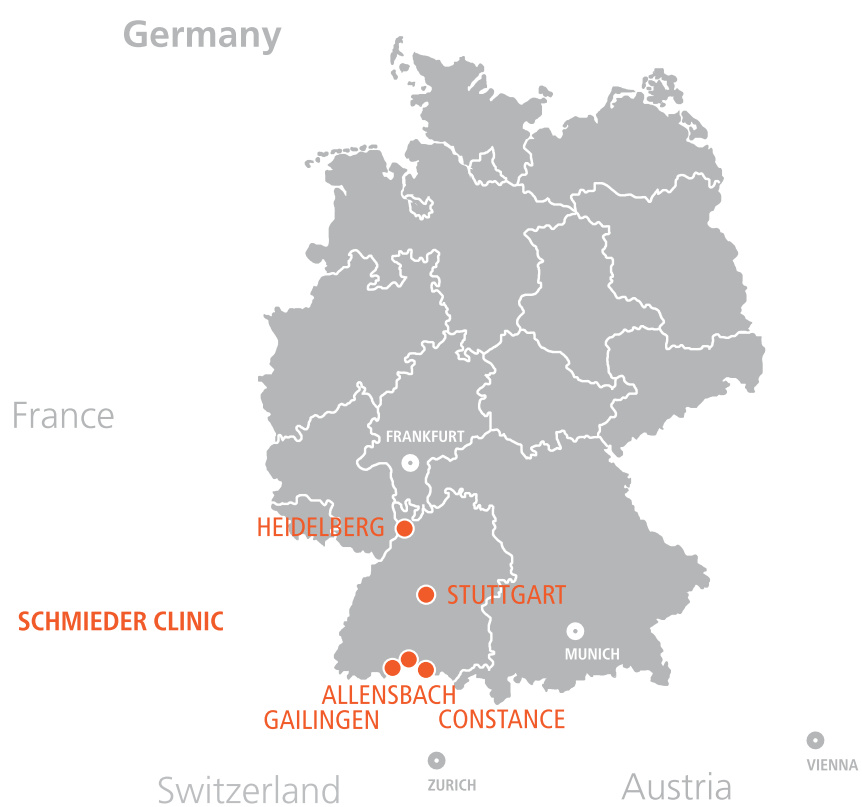 Germany
France
FRANKFURT
HEIDELBERG
STUTTGART
SCHMIEDER CLINIC
MUNICH
ALLENSBACH
GAILINGEN
CONSTANCE
VIENNA
ZURICH
Switzerland
Austria